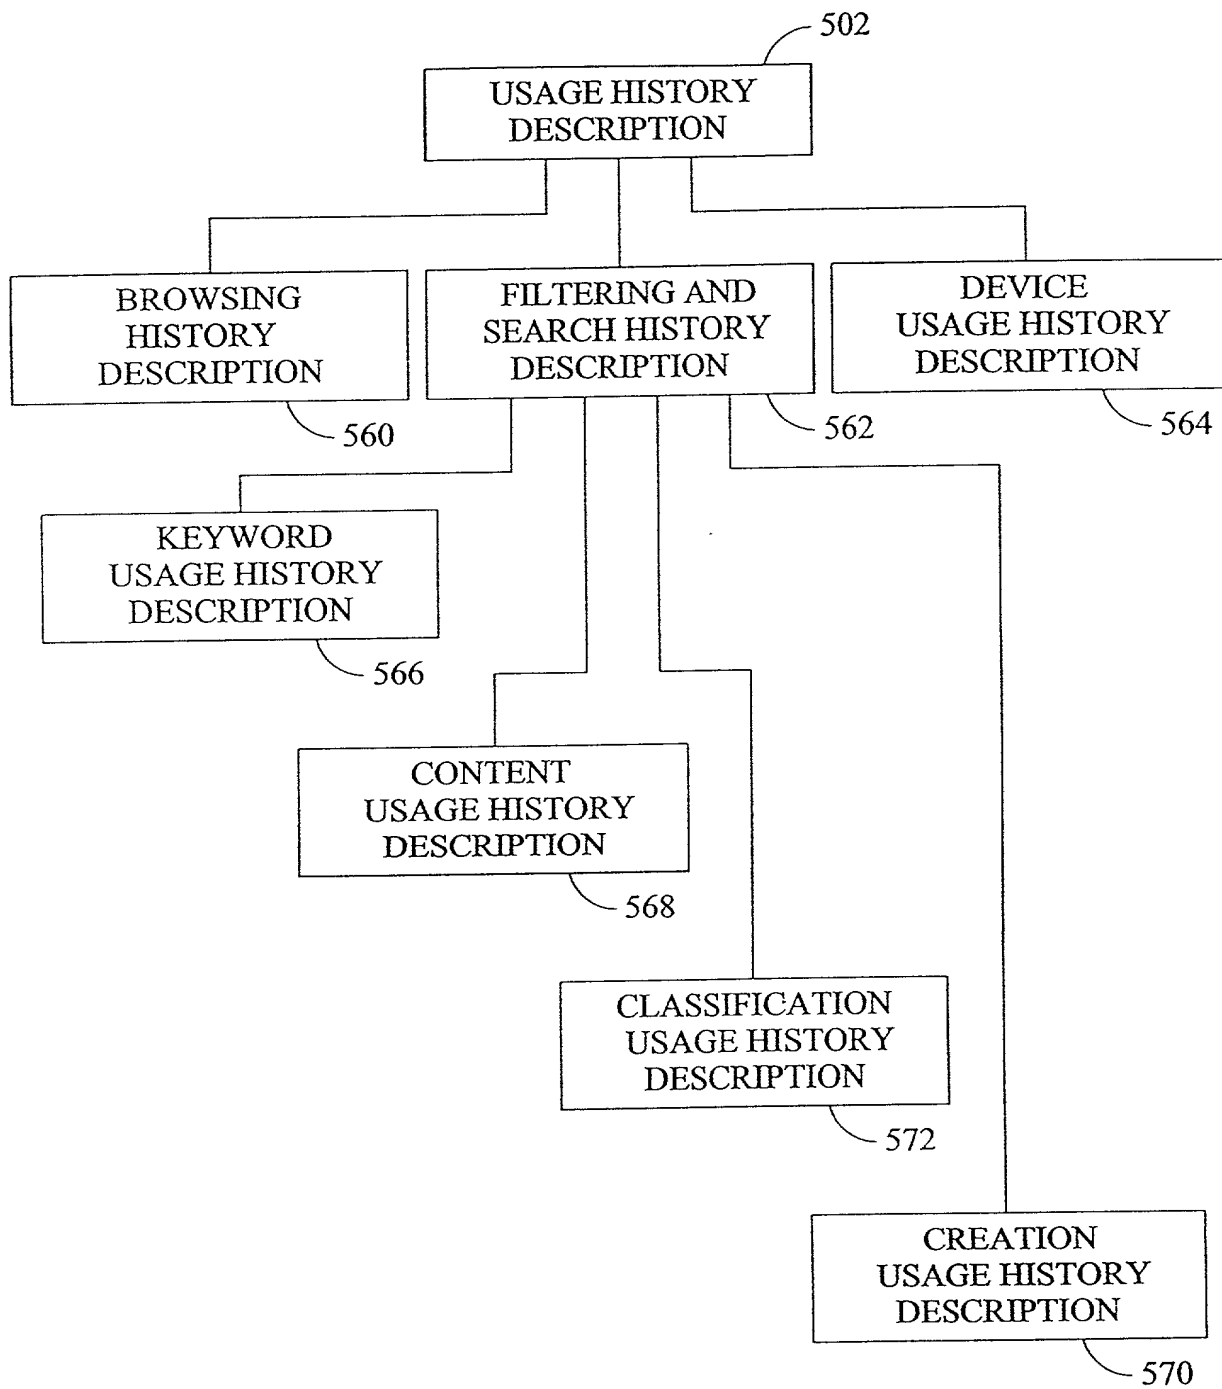 502
USAGE HISTORY
DESCRIPTION
BROWSING
HISTORY
DESCRIPTION
560
FILTERING AND
SEARCH HISTORY
DESCRIPTION
562
DEVICE
USAGE HISTORY
DESCRIPTION
564
KEYWORD
USAGE HISTORY
DESCRIPTION
566
CONTENT
USAGE HISTORY
DESCRIPTION
568
CLASSIFICATION
USAGE HISTORY
DESCRIPTION
572
CREATION
USAGE HISTORY
DESCRIPTION
570